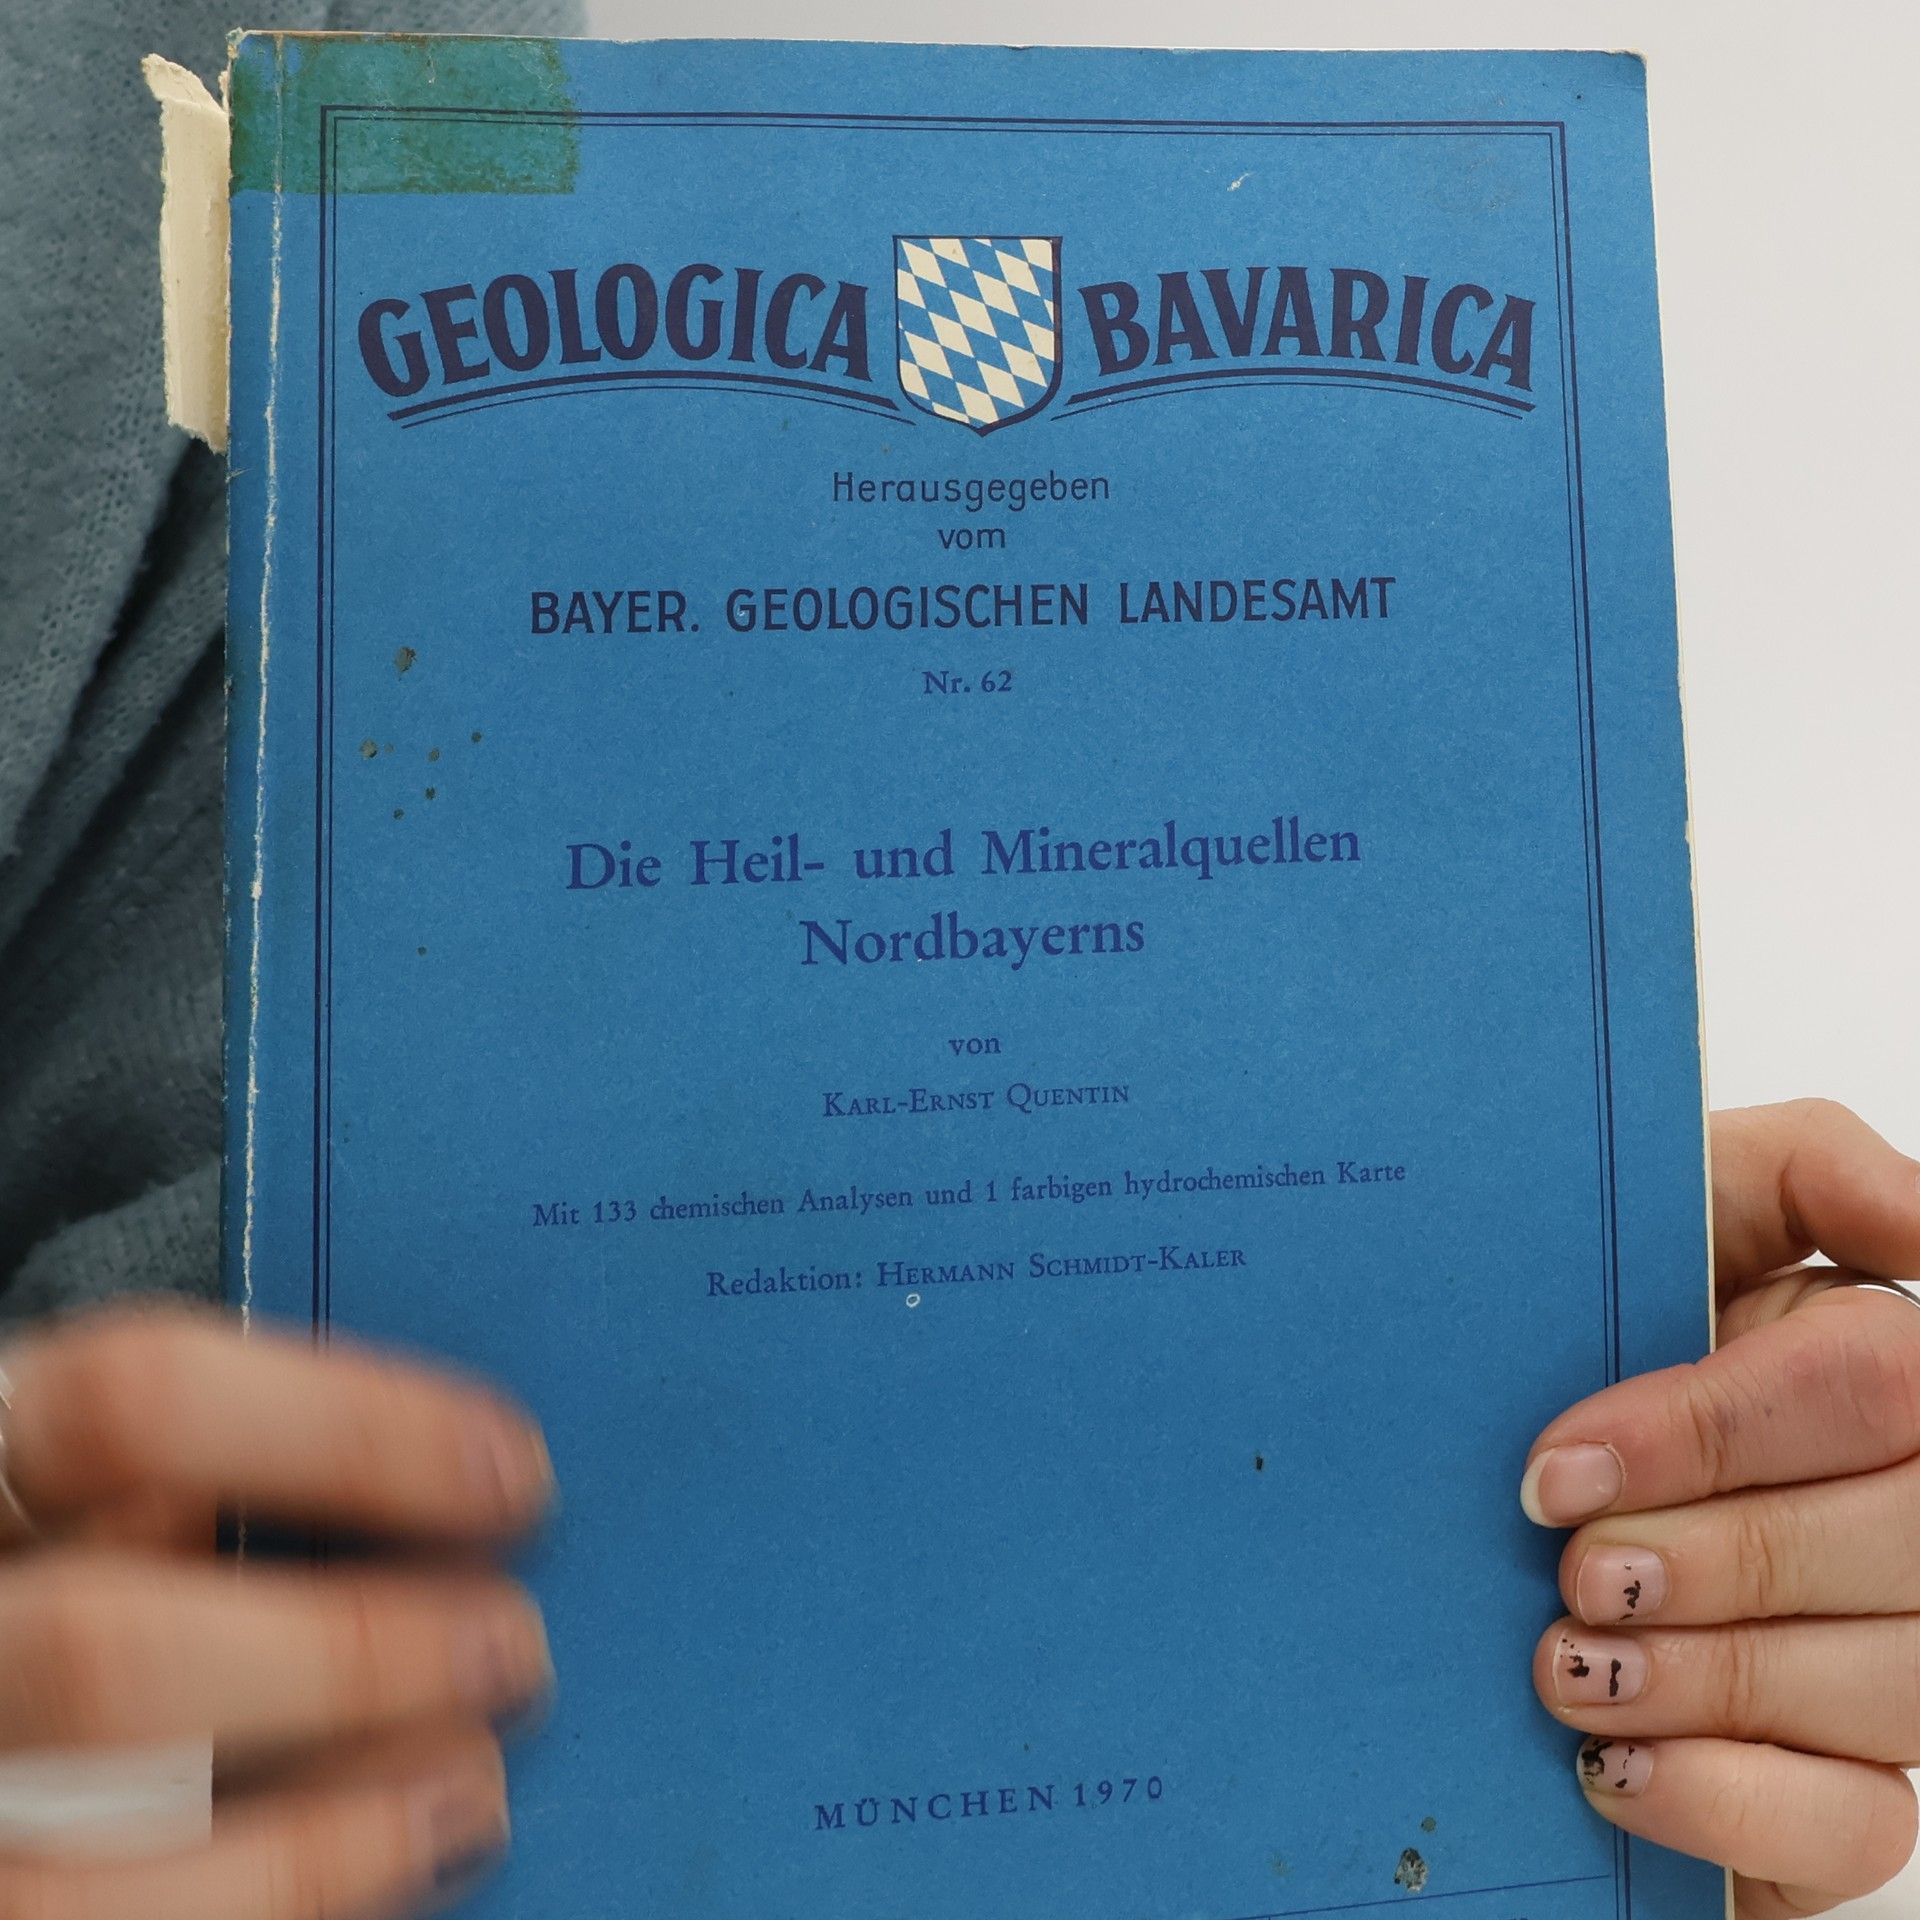 GEOLOGICA BAVARICA
Herausgegeben
vom
BAYER. GEOLOGISCHEN LANDESAMT
Nr. 62
Die Heil- und Mineralquellen
Nordbayerns
von
KARL-ERNST QUENTIN
Mit 133 chemischen Analysen und 1 farbigen hydrochemischen Karte
Redaktion: HERMANN SCHMIDT-KALER
MÜNCHEN 1970